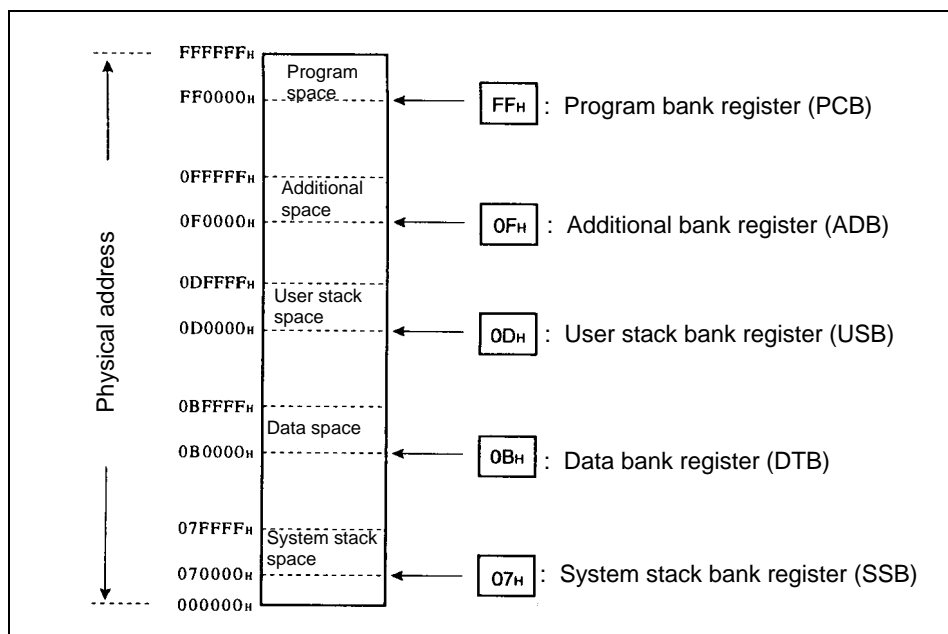 FFFFFFH
Program
space
FF0000H
FFH : Program bank register (PCB)
0FFFFFH
Additional
space
0F0000H
0FH : Additional bank register (ADB)
0DFFFFH
User stack
space
0D0000H
0DH : User stack bank register (USB)
0BFFFFH
Data space
0B0000H
0BH : Data bank register (DTB)
07FFFFH
System stack
space
070000H
07H : System stack bank register (SSB)
000000H
Physical address